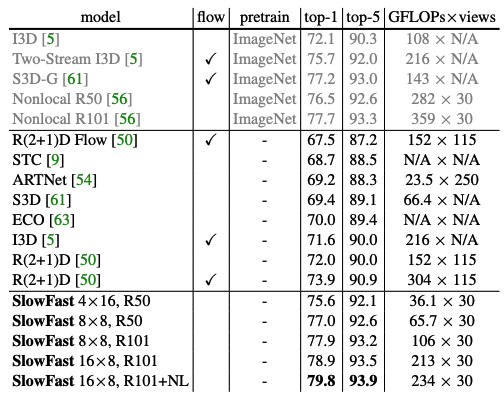 model flow pretrain top-1 top-5 GFLOPs×views
I3D [5] ImageNet 72.1 90.3 108 × N/A
Two-Stream I3D [5] ✓ ImageNet 75.7 92.0 216 × N/A
S3D-G [61] ✓ ImageNet 77.2 93.0 143 × N/A
Nonlocal R50 [56] ImageNet 76.5 92.6 282 × 30
Nonlocal R101 [56] ImageNet 77.7 93.3 359 × 30
R(2+1)D Flow [50] ✓ - 67.5 87.2 152 × 115
STC [9] - 68.7 88.5 N/A × N/A
ARTNet [54] - 69.2 88.3 23.5 × 250
S3D [61] - 69.4 89.1 66.4 × N/A
ECO [63] - 70.0 89.4 N/A × N/A
I3D [5] ✓ - 71.6 90.0 216 × N/A
R(2+1)D [50] - 72.0 90.0 152 × 115
R(2+1)D [50] ✓ - 73.9 90.9 304 × 115
SlowFast 4×16, R50 - 75.6 92.1 36.1 × 30
SlowFast 8×8, R50 - 77.0 92.6 65.7 × 30
SlowFast 8×8, R101 - 77.9 93.2 106 × 30
SlowFast 16×8, R101 - 78.9 93.5 213 × 30
SlowFast 16×8, R101+NL - 79.8 93.9 234 × 30